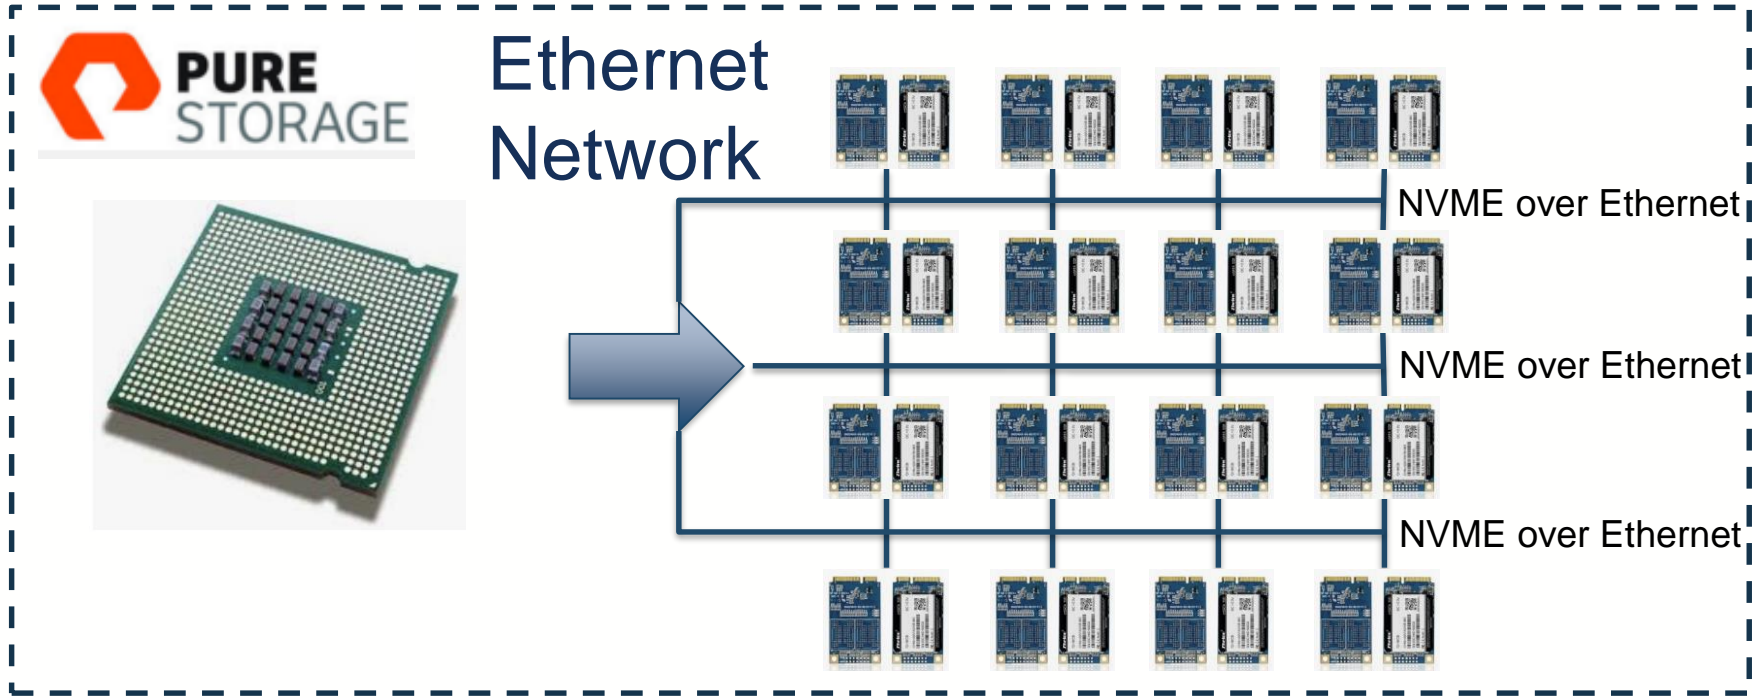 PURE
STORAGE
Ethernet
Network
NVME over Ethernet
NVME over Ethernet
NVME over Ethernet